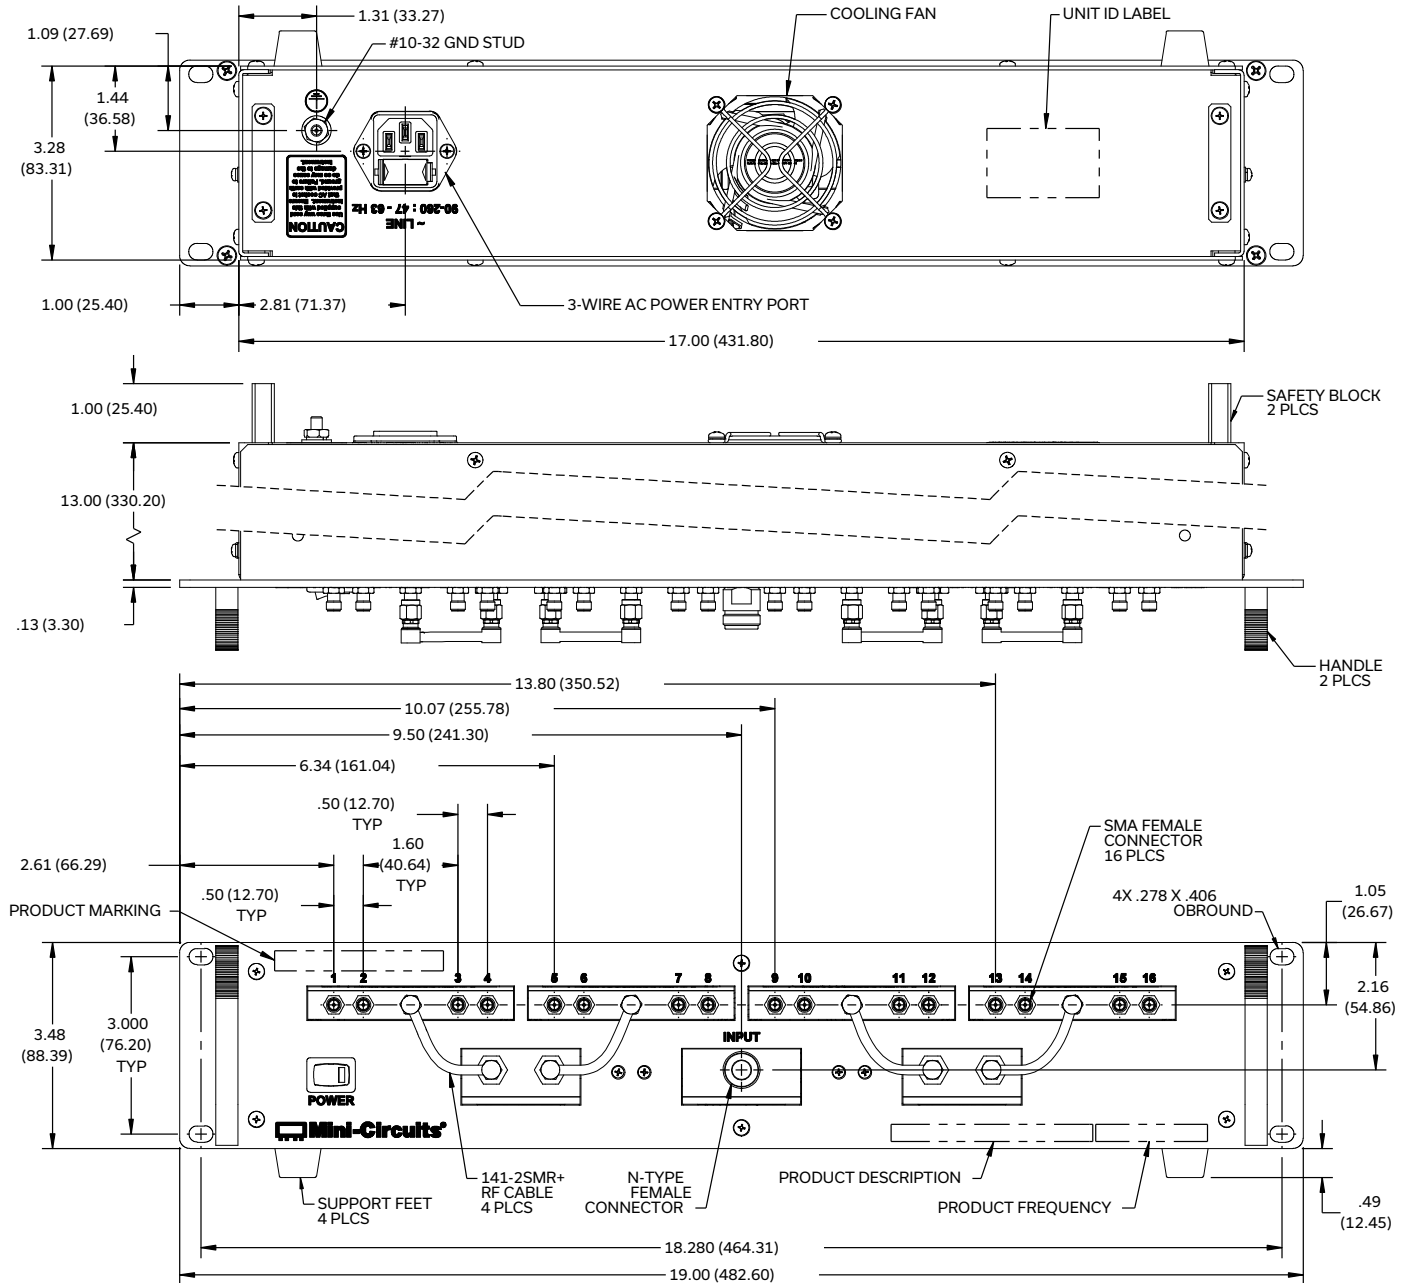 1.31 (33.27)
COOLING FAN
UNIT ID LABEL
1.09 (27.69)
#10-32 GND STUD
1.44
(36.58)
3.28
(83.31)
CAUTION
90-260 : 47 - 63 Hz
~ LINE
1.00 (25.40)
2.81 (71.37)
3-WIRE AC POWER ENTRY PORT
17.00 (431.80)
1.00 (25.40)
SAFETY BLOCK
2 PLCS
13.00 (330.20)
.13 (3.30)
HANDLE
2 PLCS
13.80 (350.52)
10.07 (255.78)
9.50 (241.30)
6.34 (161.04)
.50 (12.70)
TYP
1.60
(40.64)
TYP
SMA FEMALE
CONNECTOR
16 PLCS
2.61 (66.29)
.50 (12.70)
TYP
4X .278 X .406
OBROUND
1.05
(26.67)
PRODUCT MARKING
1 2 3 4 5 6 7 8 9 10 11 12 13 14 15 16
2.16
(54.86)
3.48
(88.39)
3.000
(76.20)
TYP
INPUT
POWER
Mini-Circuits®
141-2SMR+
RF CABLE
4 PLCS
N-TYPE
FEMALE
CONNECTOR
PRODUCT DESCRIPTION
PRODUCT FREQUENCY
SUPPORT FEET
4 PLCS
.49
(12.45)
18.280 (464.31)
19.00 (482.60)